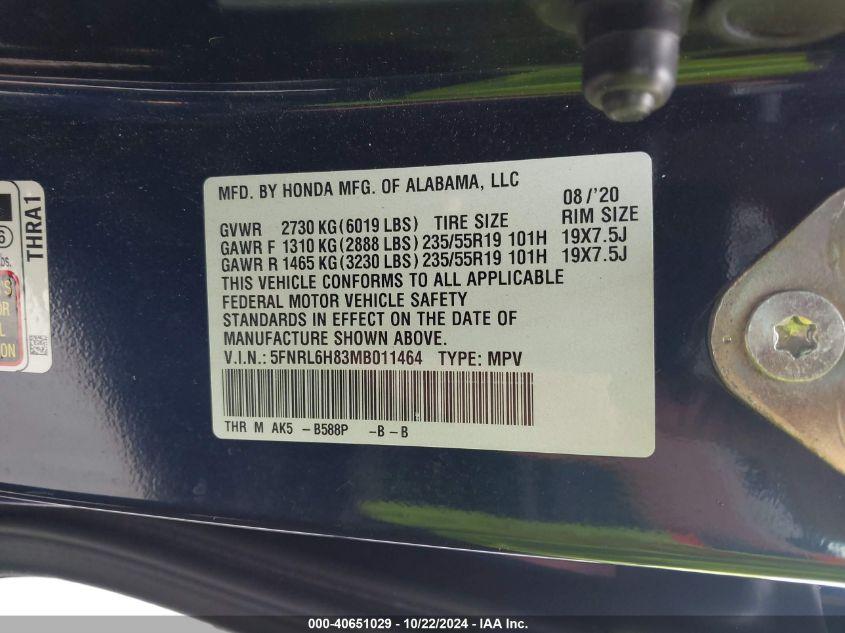 MFD. BY HONDA MFG. OF ALABAMA, LLC 08/'20
GVWR 2730 KG(6019 LBS) TIRE SIZE RIM SIZE
GAWR F 1310 KG(2888 LBS) 235/55R19 101H 19X7.5J
GAWR R 1465 KG(3230 LBS) 235/55R19 101H 19X7.5J
THIS VEHICLE CONFORMS TO ALL APPLICABLE
FEDERAL MOTOR VEHICLE SAFETY
STANDARDS IN EFFECT ON THE DATE OF
MANUFACTURE SHOWN ABOVE.
V.I.N.: 5FNRL6H83MB011464 TYPE: MPV
THR M AK5 -B588P -B-B
THRA1
000-40651029 - 10/22/2024 - IAA Inc.